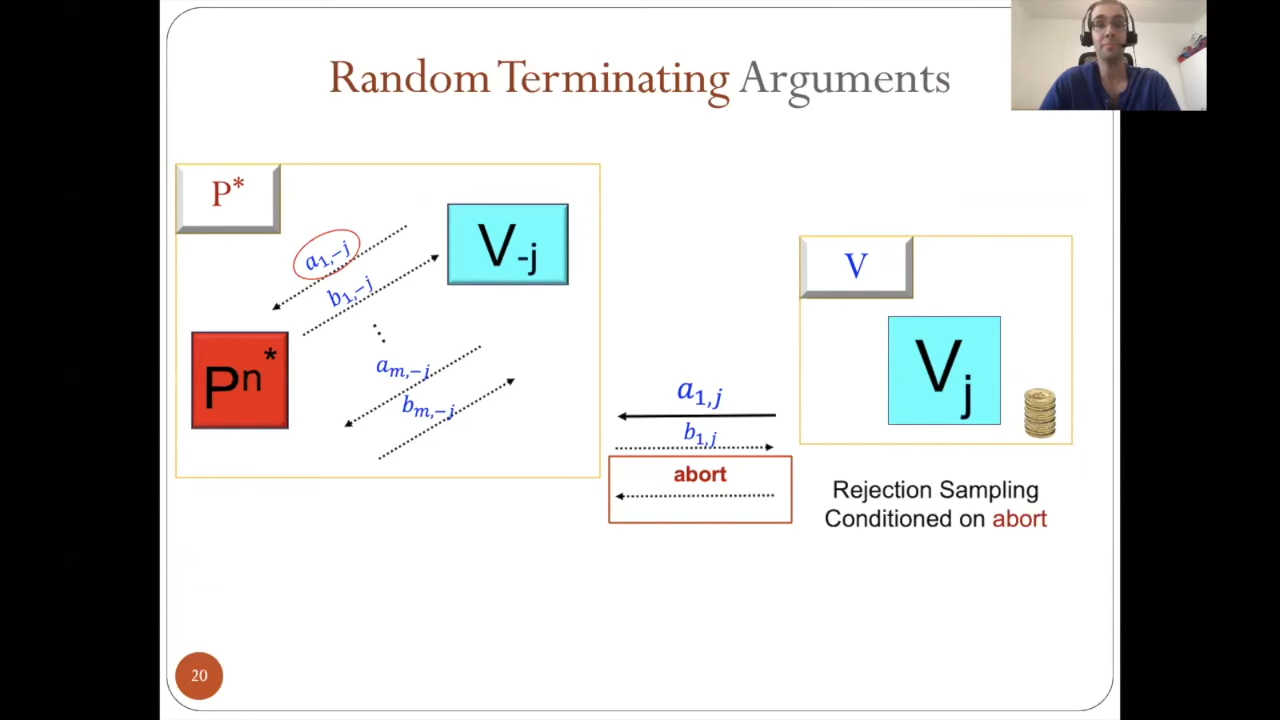 Random Terminating Arguments
P*
V-j
a1,−j
b1,−j
Pn*
am,−j
bm,−j
V
Vj
a1,j
b1,j
abort
Rejection Sampling
Conditioned on abort
20